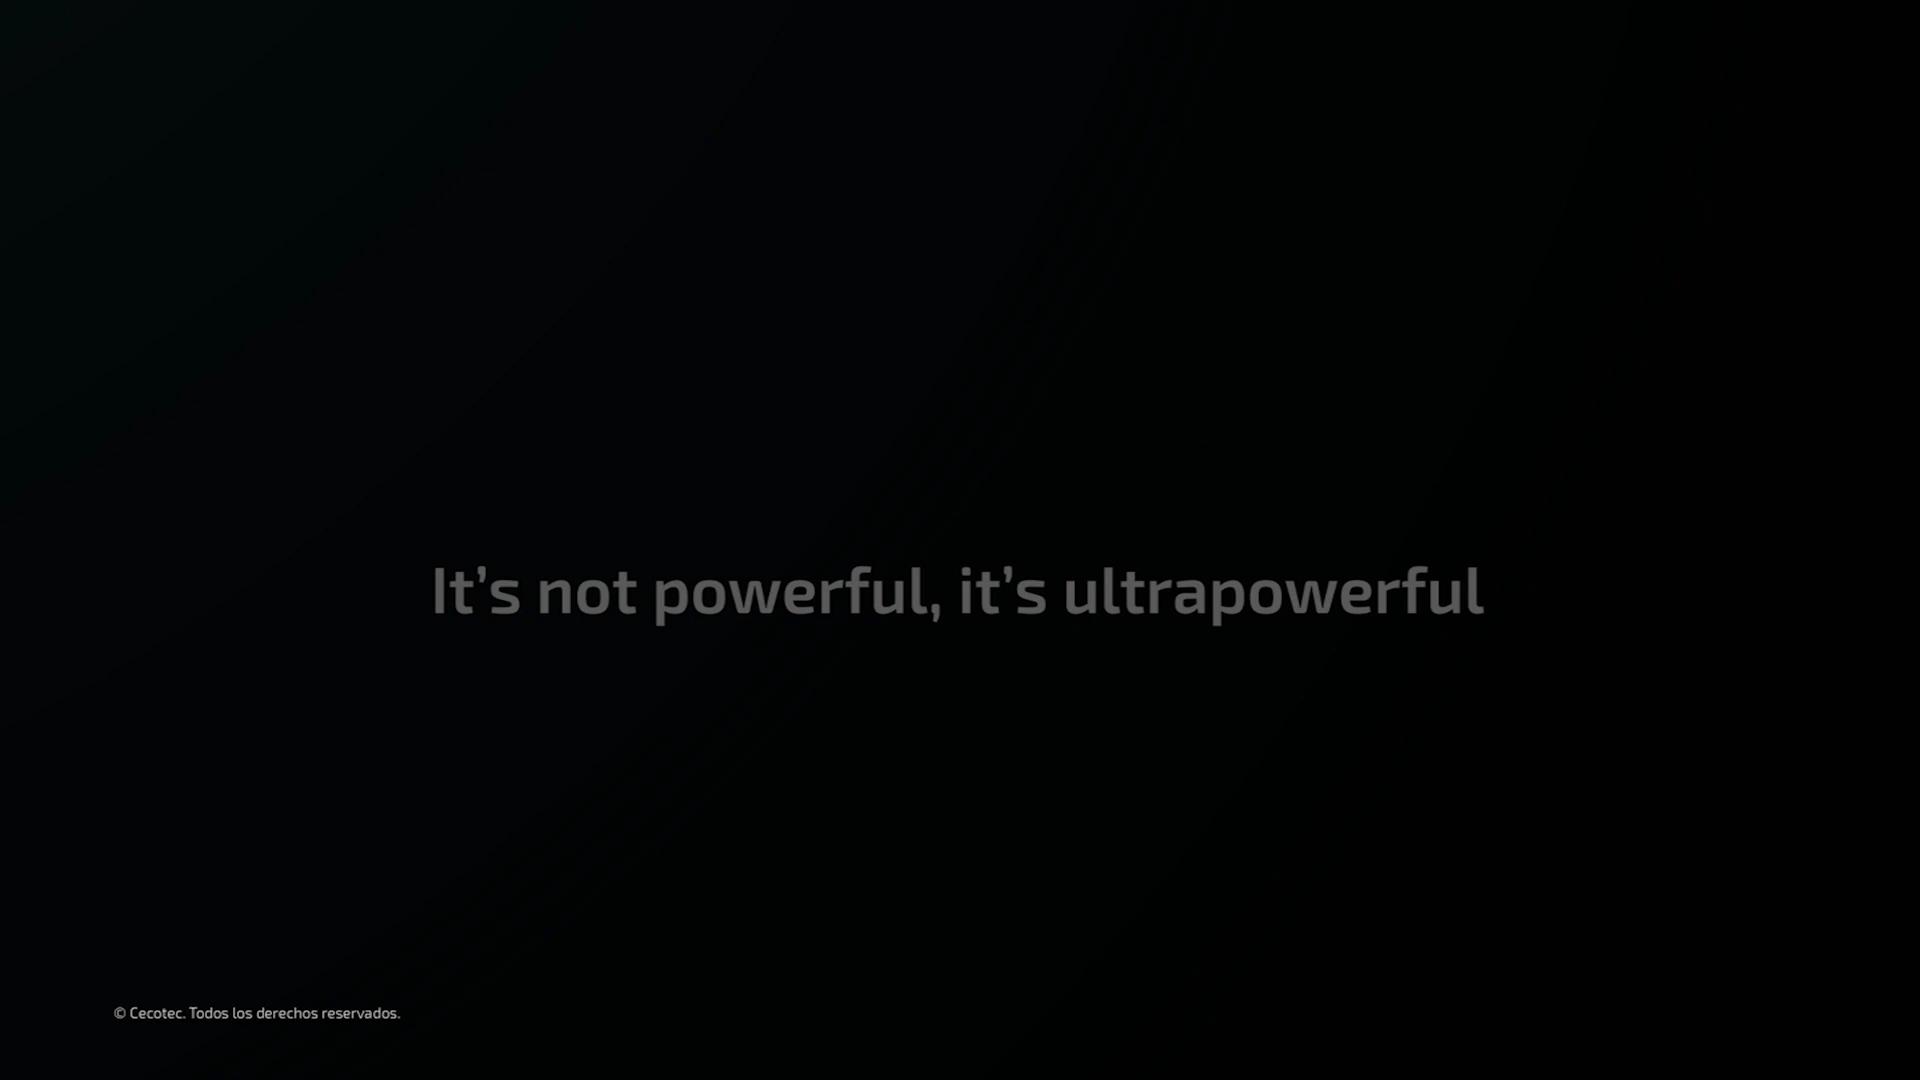 It’s not powerful, it’s ultrapowerful
© Cecotec. Todos los derechos reservados.